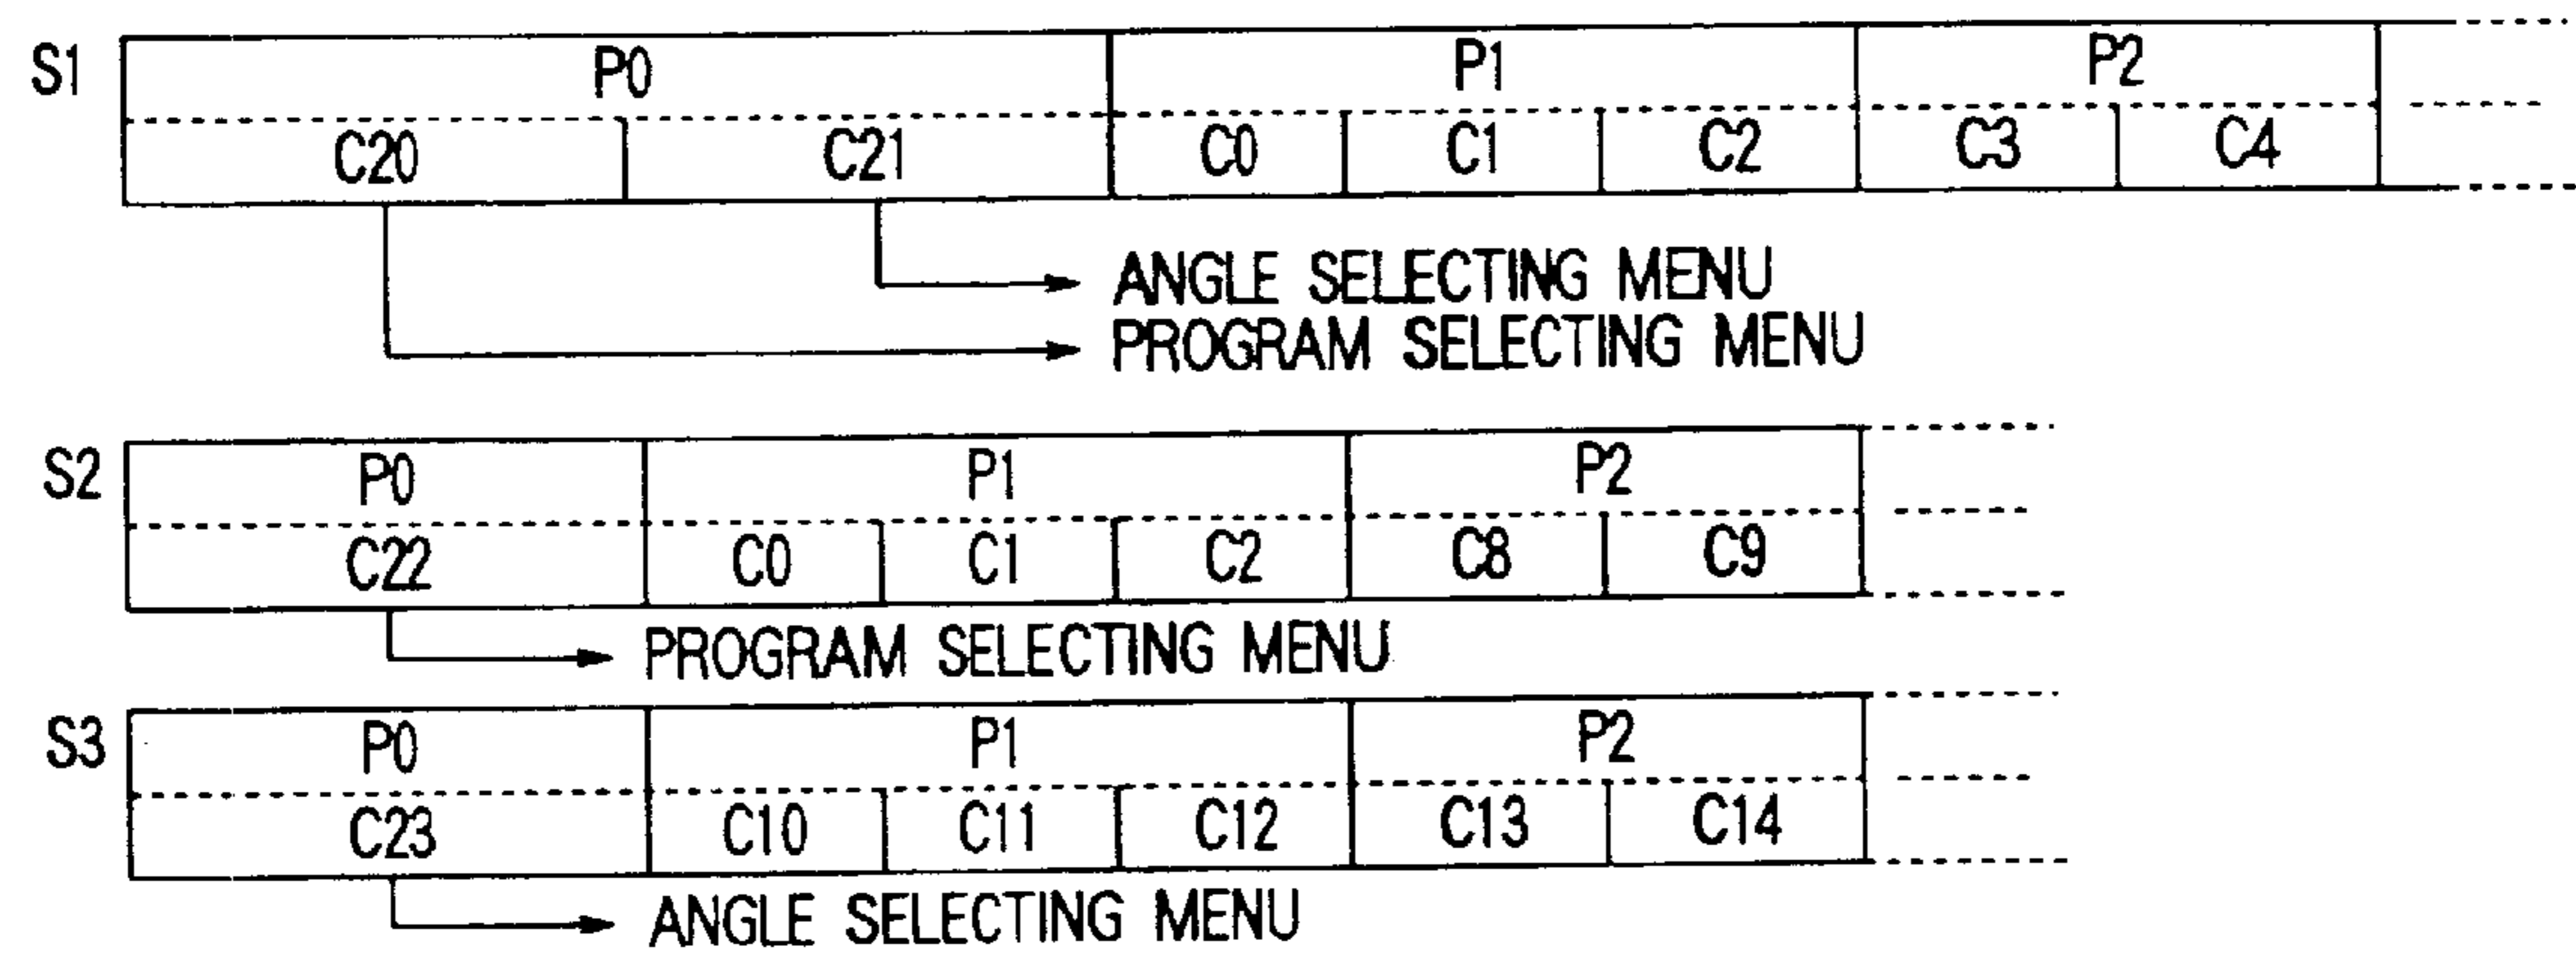 S1 P0 P1 P2
C20 C21 C0 C1 C2 C3 C4
ANGLE SELECTING MENU
PROGRAM SELECTING MENU
S2 P0 P1 P2
C22 C0 C1 C2 C8 C9
PROGRAM SELECTING MENU
S3 P0 P1 P2
C23 C10 C11 C12 C13 C14
ANGLE SELECTING MENU